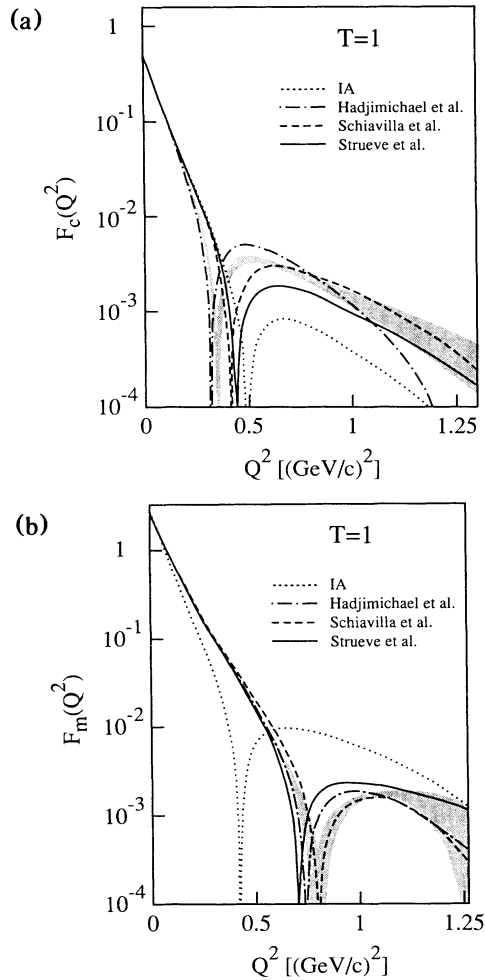 (a)
T=1
IA
Hadjimichael et al.
Schiavilla et al.
Strueve et al.
F_c(Q^2)
1
10^-1
10^-2
10^-3
10^-4
0
0.5
1
1.25
Q^2 [(GeV/c)^2]
(b)
T=1
IA
Hadjimichael et al.
Schiavilla et al.
Strueve et al.
F_m(Q^2)
1
10^-1
10^-2
10^-3
10^-4
0
0.5
1
1.25
Q^2 [(GeV/c)^2]